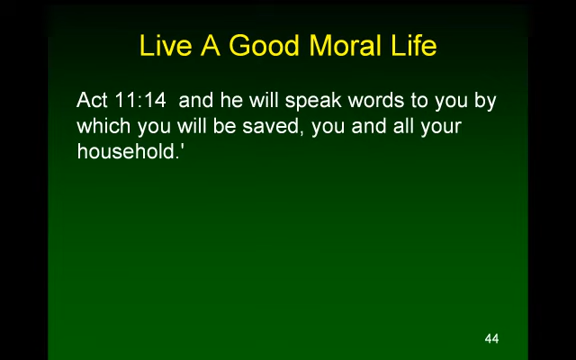 Live A Good Moral Life
Act 11:14  and he will speak words to you by
which you will be saved, you and all your
household.'
44